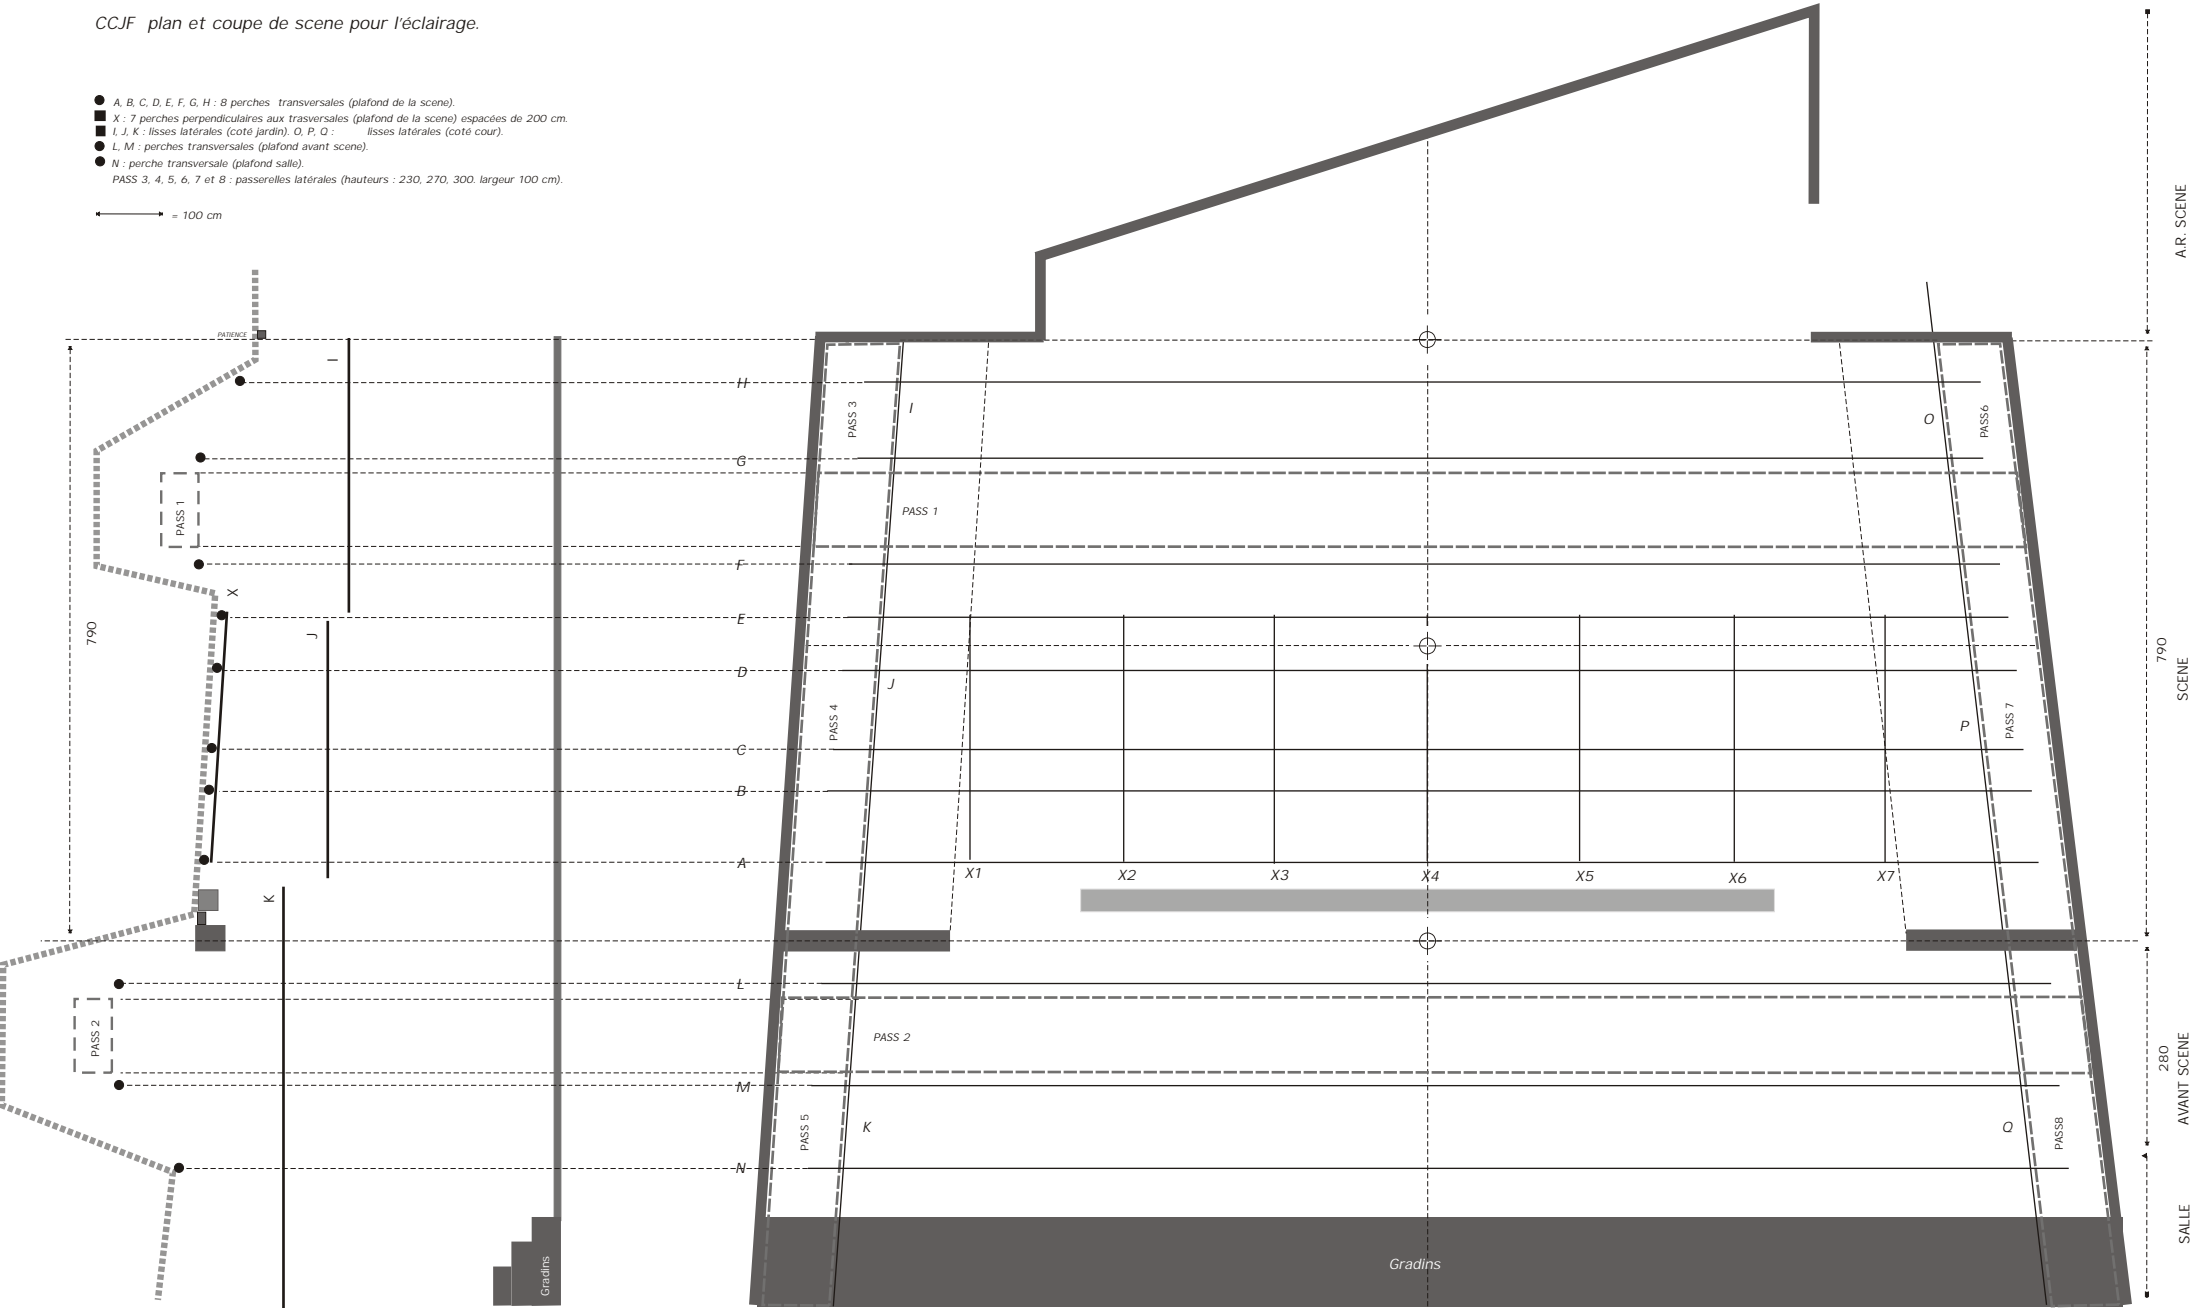 CCJF plan et coupe de scene pour l'éclairage.
A, B, C, D, E, F, G, H : 8 perches transversales (plafond de la scene).
X : 7 perches perpendiculaires aux trasversales (plafond de la scene) espacées de 200 cm.
I, J, K : lisses latérales (coté jardin). O, P, Q : lisses latérales (coté cour).
L, M : perches transversales (plafond avant scene).
N : perche transversale (plafond salle).
PASS 3, 4, 5, 6, 7 et 8 : passerelles latérales (hauteurs : 230, 270, 300. largeur 100 cm).
= 100 cm
A.R. SCENE
PATIENCE
I
H
PASS 3
I
O
PASS6
G
PASS 1
PASS 1
F
X
E
790
J
790
SCENE
D
J
PASS 4
P
PASS 7
C
B
A
X1
X2
X3
X4
X5
X6
X7
K
L
PASS 2
PASS 2
280
AVANT SCENE
M
PASS 5
K
Q
PASS8
N
SALLE
Gradins
Gradins